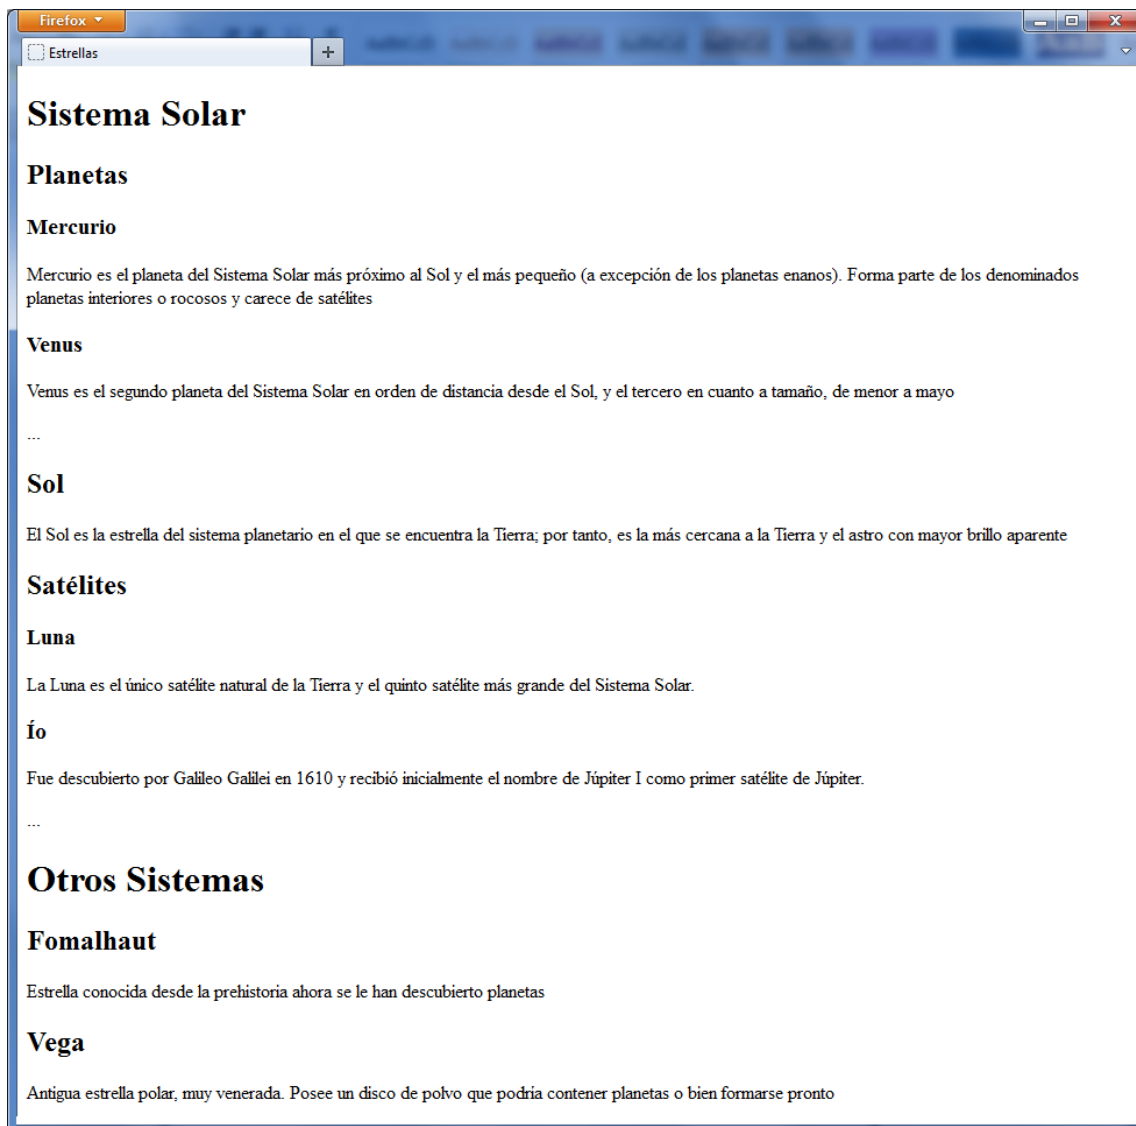 Firefox
Estrellas
Sistema Solar
Planetas
Mercurio
Mercurio es el planeta del Sistema Solar más próximo al Sol y el más pequeño (a excepción de los planetas enanos). Forma parte de los denominados
planetas interiores o rocosos y carece de satélites
Venus
Venus es el segundo planeta del Sistema Solar en orden de distancia desde el Sol, y el tercero en cuanto a tamaño, de menor a mayo
...
Sol
El Sol es la estrella del sistema planetario en el que se encuentra la Tierra; por tanto, es la más cercana a la Tierra y el astro con mayor brillo aparente
Satélites
Luna
La Luna es el único satélite natural de la Tierra y el quinto satélite más grande del Sistema Solar.
Ío
Fue descubierto por Galileo Galilei en 1610 y recibió inicialmente el nombre de Júpiter I como primer satélite de Júpiter.
...
Otros Sistemas
Fomalhaut
Estrella conocida desde la prehistoria ahora se le han descubierto planetas
Vega
Antigua estrella polar, muy venerada. Posee un disco de polvo que podría contener planetas o bien formarse pronto